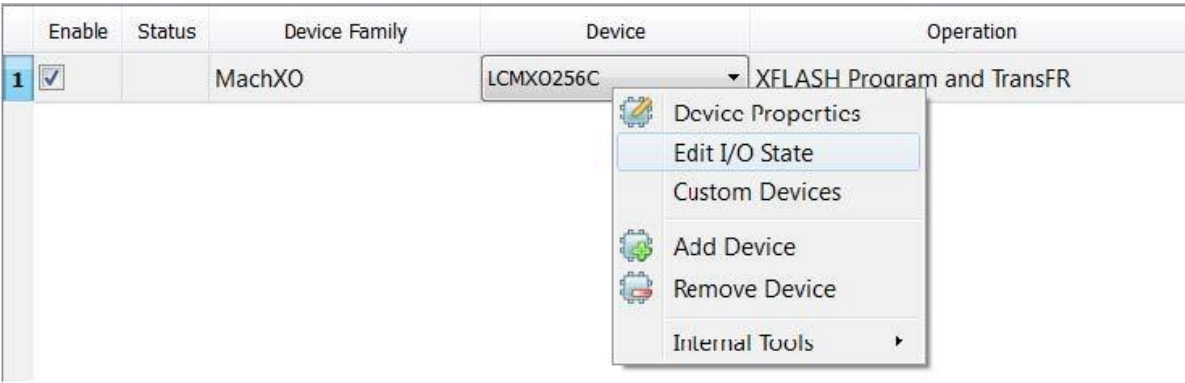 Enable Status Device Family Device Operation
1 MachXO LCMXO256C XFLASH Program and TransFR
Device Properties
Edit I/O State
Custom Devices
Add Device
Remove Device
Internal Tools